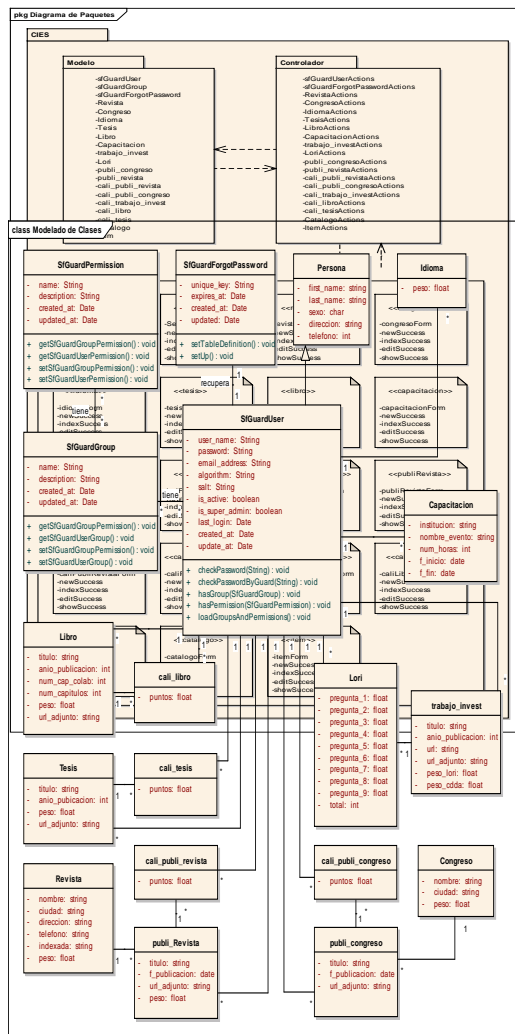 pkg Diagrama de Paquetes
CIES
Modelo
-sfGuardUser
-sfGuardGroup
-sfGuardForgotPassword
-Revista
-Congreso
-Idioma
-Tesis
-Libro
-Capacitacion
-trabajo_invest
-Lori
-publi_congreso
-publi_revista
-cali_publi_revista
-cali_publi_congreso
-cali_trabajo_invest
-cali_libro
-cali_tesis
Controlador
-sfGuardUserActions
-sfGuardForgotPasswordActions
-RevistaActions
-CongresoActions
-IdiomaActions
-TesisActions
-LibroActions
-CapacitacionActions
-trabajo_investActions
-LoriActions
-publi_congresoActions
-publi_revistaActions
-cali_publi_revistaActions
-cali_publi_congresoActions
-cali_trabajo_investActions
-cali_libroActions
-cali_tesisActions
-CatalogoActions
-ItemActions
class Modelado de Clases
SfGuardPermission
- name: String
- description: String
- created_at: Date
- updated_at: Date
+ getSfGuardGroupPermission() : void
+ getSfGuardUserPermission() : void
+ setSfGuardGroupPermission() : void
+ setSfGuardUserPermission() : void
SfGuardForgotPassword
- unique_key: String
- expires_at: Date
- created_at: Date
- updated: Date
+ setTableDefinition() : void
+ setUp() : void
Persona
- first_name: string
- last_name: string
- sexo: char
- direccion: string
- telefono: int
Idioma
- peso: float
-congresoForm
-newSuccess
-indexSuccess
-editSuccess
-showSuccess
recupera
1
1
tiene
<<tesis>>
<<libro>>
<<capacitacion>>
-capacitacionForm
-newSuccess
-indexSuccess
-editSuccess
-showSuccess
SfGuardGroup
- name: String
- description: String
- created_at: Date
- updated_at: Date
+ getSfGuardGroupPermission() : void
+ getSfGuardUserGroup() : void
+ setSfGuardGroupPermission() : void
+ setSfGuardUserGroup() : void
tiene
SfGuardUser
- user_name: String
- password: String
- email_address: String
- algorithm: String
- salt: String
- is_active: boolean
- is_super_admin: boolean
- last_login: Date
- created_at: Date
- update_at: Date
+ checkPassword(String) : void
+ checkPasswordByGuard(String) : void
+ hasGroup(SfGuardGroup) : void
+ hasPermission(SfGuardPermission) : void
+ loadGroupsAndPermissions() : void
<<publiRevista>>
Capacitacion
- institucion: string
- nombre_evento: string
- num_horas: int
- f_inicio: date
- f_fin: date
-newSuccess
-indexSuccess
-editSuccess
-showSuccess
1 1 1 1 1 1
Libro
- titulo: string
- anio_publicacion: int
- num_cap_colab: int
- num_capitulos: int
- peso: float
- url_adjunto: string
cali_libro
- puntos: float
-itemForm
-newSuccess
-indexSuccess
-editSuccess
-showSuccess
Lori
- pregunta_1: float
- pregunta_2: float
- pregunta_3: float
- pregunta_4: float
- pregunta_5: float
- pregunta_6: float
- pregunta_7: float
- pregunta_8: float
- pregunta_9: float
- total: int
trabajo_invest
- titulo: string
- anio_publicacion: int
- url: string
- url_adjunto: string
- peso_lori: float
- peso_cdda: float
Tesis
- titulo: string
- anio_pubicacion: int
- peso: float
- url_adjunto: string
cali_tesis
- puntos: float
Revista
- nombre: string
- ciudad: string
- direccion: string
- telefono: string
- indexada: string
- peso: float
cali_publi_revista
- puntos: float
publi_Revista
- titulo: string
- f_publicacion: date
- url_adjunto: string
- peso: float
cali_publi_congreso
- puntos: float
publi_congreso
- titulo: string
- f_publicacion: date
- url_adjunto: string
Congreso
- nombre: string
- ciudad: string
- peso: float